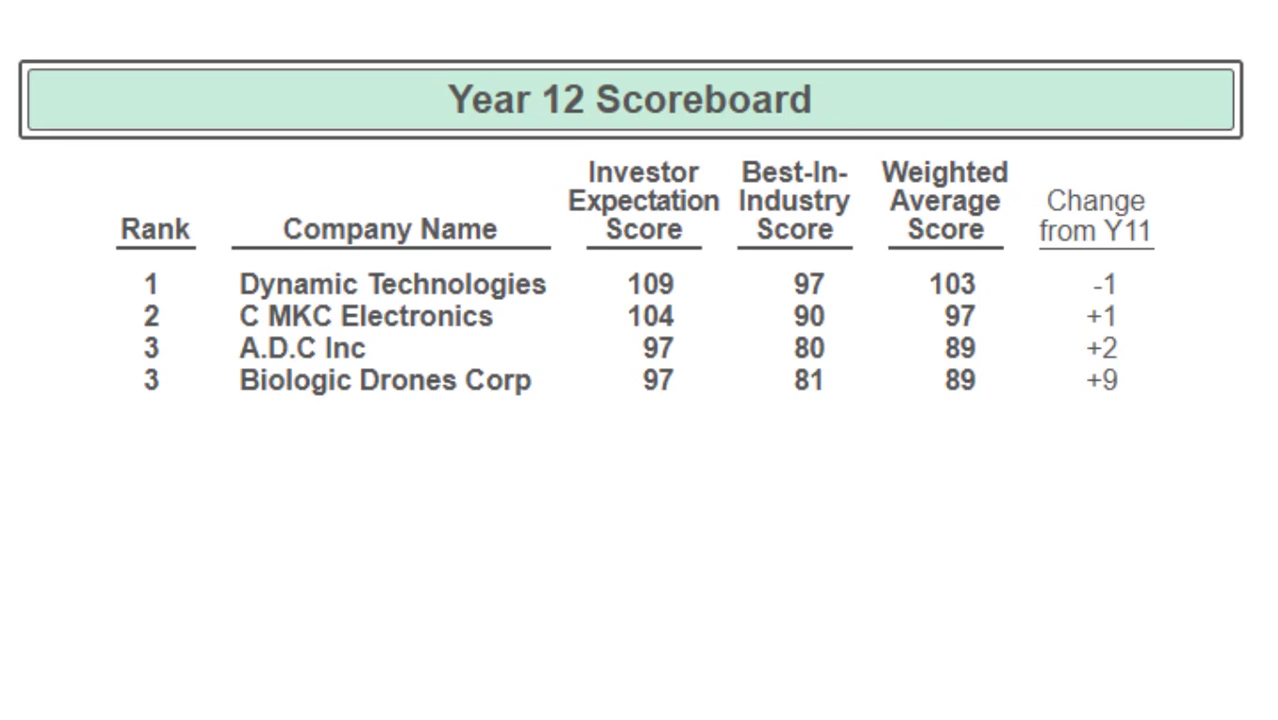 Year 12 Scoreboard
Investor Best-In- Weighted
Expectation Industry Average Change
Rank Company Name Score Score Score from Y11
1 Dynamic Technologies 109 97 103 -1
2 C MKC Electronics 104 90 97 +1
3 A.D.C Inc 97 80 89 +2
3 Biologic Drones Corp 97 81 89 +9